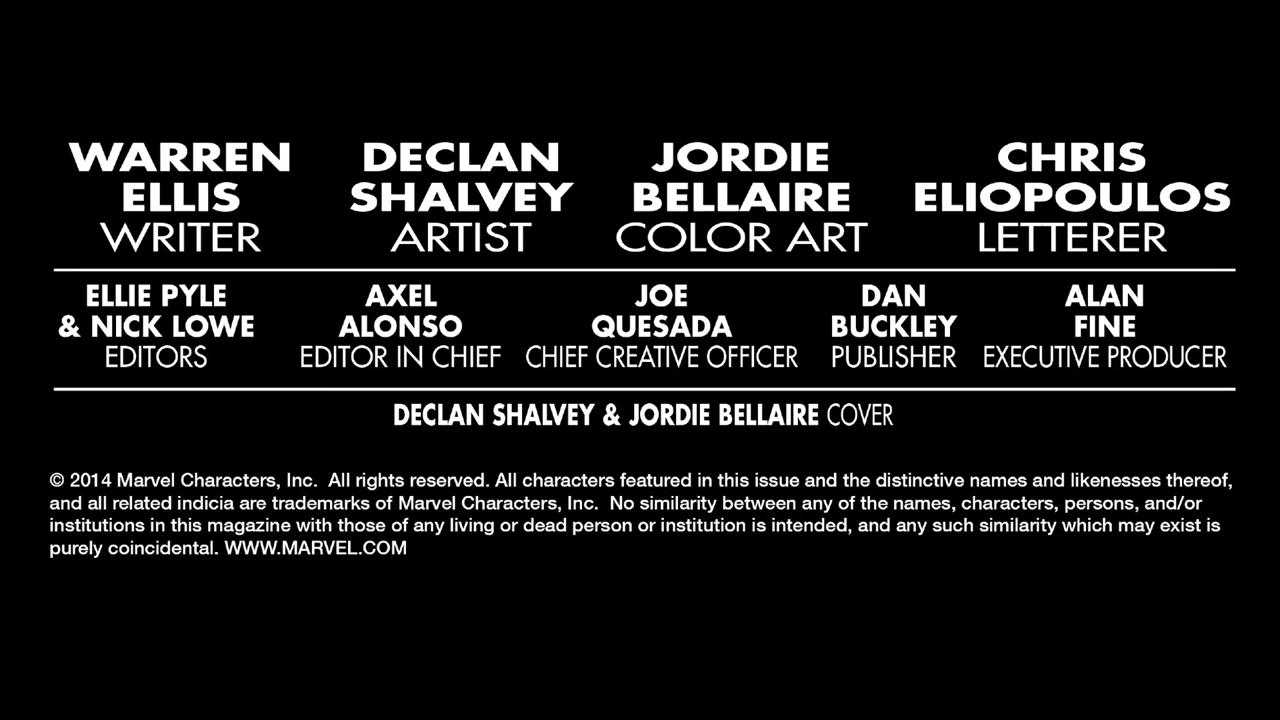 WARREN ELLIS WRITER
DECLAN SHALVEY ARTIST
JORDIE BELLAIRE COLOR ART
CHRIS ELIOPOULOS LETTERER
ELLIE PYLE & NICK LOWE EDITORS
AXEL ALONSO EDITOR IN CHIEF
JOE QUESADA CHIEF CREATIVE OFFICER
DAN BUCKLEY PUBLISHER
ALAN FINE EXECUTIVE PRODUCER
DECLAN SHALVEY & JORDIE BELLAIRE COVER
© 2014 Marvel Characters, Inc.  All rights reserved. All characters featured in this issue and the distinctive names and likenesses thereof,
and all related indicia are trademarks of Marvel Characters, Inc.  No similarity between any of the names, characters, persons, and/or
institutions in this magazine with those of any living or dead person or institution is intended, and any such similarity which may exist is
purely coincidental. WWW.MARVEL.COM